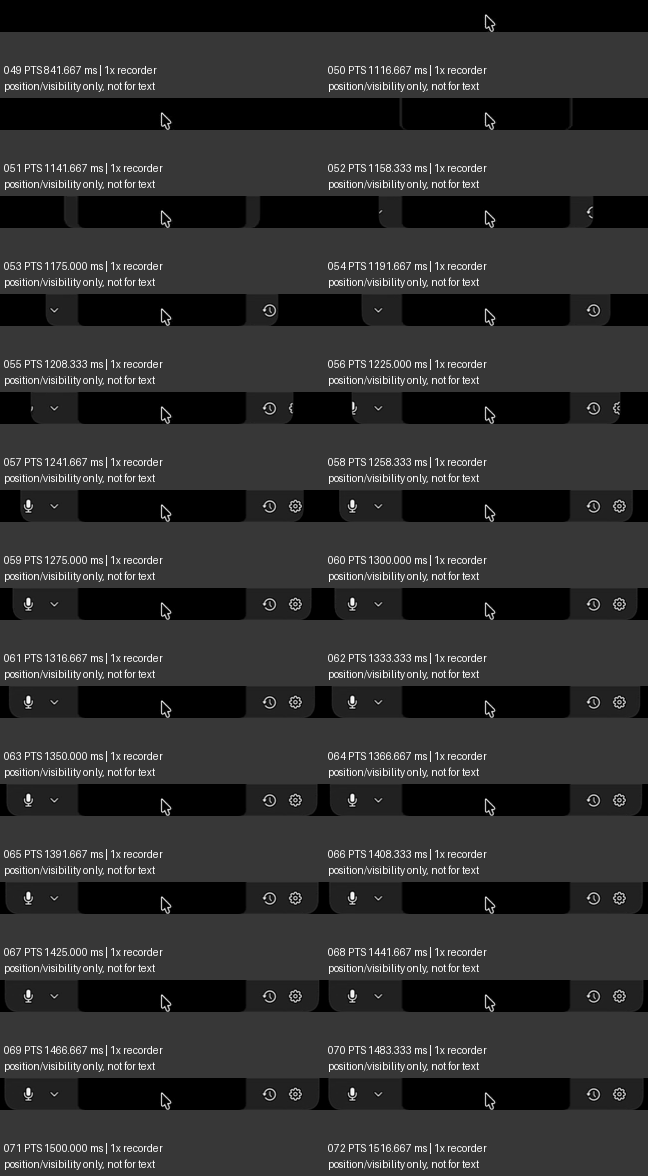 049 PTS 841.667 ms | 1x recorder
position/visibility only, not for text
050 PTS 1116.667 ms | 1x recorder
position/visibility only, not for text
051 PTS 1141.667 ms | 1x recorder
position/visibility only, not for text
052 PTS 1158.333 ms | 1x recorder
position/visibility only, not for text
053 PTS 1175.000 ms | 1x recorder
position/visibility only, not for text
054 PTS 1191.667 ms | 1x recorder
position/visibility only, not for text
055 PTS 1208.333 ms | 1x recorder
position/visibility only, not for text
056 PTS 1225.000 ms | 1x recorder
position/visibility only, not for text
057 PTS 1241.667 ms | 1x recorder
position/visibility only, not for text
058 PTS 1258.333 ms | 1x recorder
position/visibility only, not for text
059 PTS 1275.000 ms | 1x recorder
position/visibility only, not for text
060 PTS 1300.000 ms | 1x recorder
position/visibility only, not for text
061 PTS 1316.667 ms | 1x recorder
position/visibility only, not for text
062 PTS 1333.333 ms | 1x recorder
position/visibility only, not for text
063 PTS 1350.000 ms | 1x recorder
position/visibility only, not for text
064 PTS 1366.667 ms | 1x recorder
position/visibility only, not for text
065 PTS 1391.667 ms | 1x recorder
position/visibility only, not for text
066 PTS 1408.333 ms | 1x recorder
position/visibility only, not for text
067 PTS 1425.000 ms | 1x recorder
position/visibility only, not for text
068 PTS 1441.667 ms | 1x recorder
position/visibility only, not for text
069 PTS 1466.667 ms | 1x recorder
position/visibility only, not for text
070 PTS 1483.333 ms | 1x recorder
position/visibility only, not for text
071 PTS 1500.000 ms | 1x recorder
position/visibility only, not for text
072 PTS 1516.667 ms | 1x recorder
position/visibility only, not for text